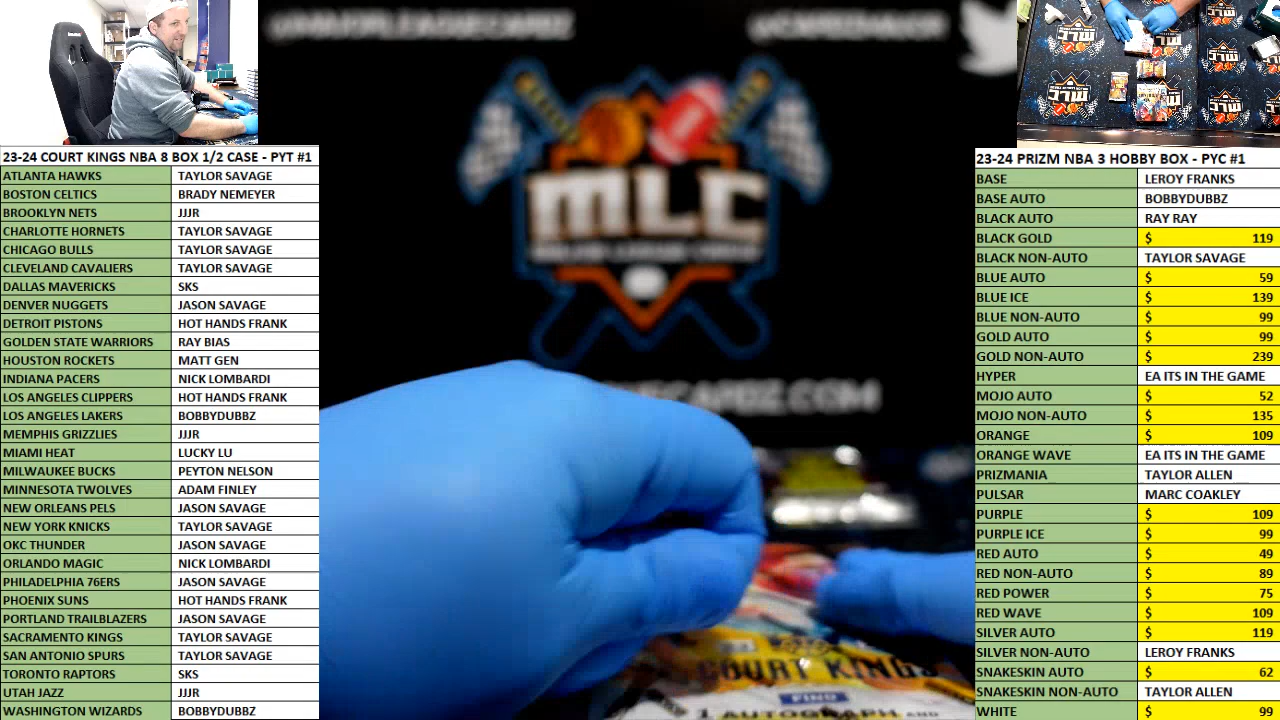 23-24 COURT KINGS NBA 8 BOX 1/2 CASE - PYT #1
ATLANTA HAWKS TAYLOR SAVAGE
BOSTON CELTICS BRADY NEMEYER
BROOKLYN NETS JJJR
CHARLOTTE HORNETS TAYLOR SAVAGE
CHICAGO BULLS TAYLOR SAVAGE
CLEVELAND CAVALIERS TAYLOR SAVAGE
DALLAS MAVERICKS SKS
DENVER NUGGETS JASON SAVAGE
DETROIT PISTONS HOT HANDS FRANK
GOLDEN STATE WARRIORS RAY BIAS
HOUSTON ROCKETS MATT GEN
INDIANA PACERS NICK LOMBARDI
LOS ANGELES CLIPPERS HOT HANDS FRANK
LOS ANGELES LAKERS BOBBYDUBBZ
MEMPHIS GRIZZLIES JJJR
MIAMI HEAT LUCKY LU
MILWAUKEE BUCKS PEYTON NELSON
MINNESOTA TWOLVES ADAM FINLEY
NEW ORLEANS PELS JASON SAVAGE
NEW YORK KNICKS TAYLOR SAVAGE
OKC THUNDER JASON SAVAGE
ORLANDO MAGIC NICK LOMBARDI
PHILADELPHIA 76ERS JASON SAVAGE
PHOENIX SUNS HOT HANDS FRANK
PORTLAND TRAILBLAZERS JASON SAVAGE
SACRAMENTO KINGS TAYLOR SAVAGE
SAN ANTONIO SPURS TAYLOR SAVAGE
TORONTO RAPTORS SKS
UTAH JAZZ JJJR
WASHINGTON WIZARDS BOBBYDUBBZ
MLC
COURT KINGS
FIND
1 AUTOGRAPH AND
23-24 PRIZM NBA 3 HOBBY BOX - PYC #1
BASE LEROY FRANKS
BASE AUTO BOBBYDUBBZ
BLACK AUTO RAY RAY
BLACK GOLD $ 119
BLACK NON-AUTO TAYLOR SAVAGE
BLUE AUTO $ 59
BLUE ICE $ 139
BLUE NON-AUTO $ 99
GOLD AUTO $ 99
GOLD NON-AUTO $ 239
HYPER EA ITS IN THE GAME
MOJO AUTO $ 52
MOJO NON-AUTO $ 135
ORANGE $ 109
ORANGE WAVE EA ITS IN THE GAME
PRIZMANIA TAYLOR ALLEN
PULSAR MARC COAKLEY
PURPLE $ 109
PURPLE ICE $ 99
RED AUTO $ 49
RED NON-AUTO $ 89
RED POWER $ 75
RED WAVE $ 109
SILVER AUTO $ 119
SILVER NON-AUTO LEROY FRANKS
SNAKESKIN AUTO $ 62
SNAKESKIN NON-AUTO TAYLOR ALLEN
WHITE $ 99